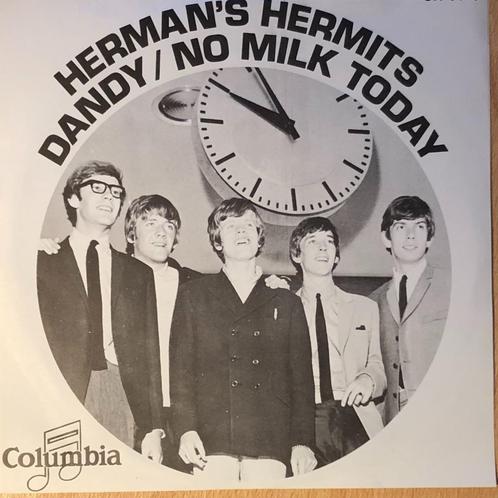 HERMAN'S HERMITS
DANDY/NO MILK TODAY
Columbia